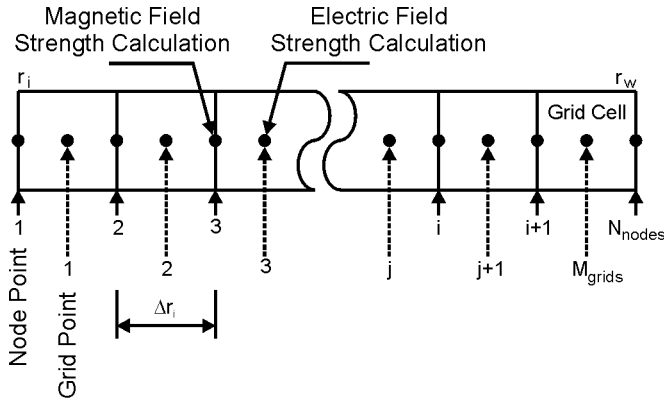 Magnetic Field
Strength Calculation
Electric Field
Strength Calculation
ri
rw
Grid Cell
1
2
3
i
i+1
Nnodes
1
2
3
j
j+1
Mgrids
Δri
Node Point
Grid Point